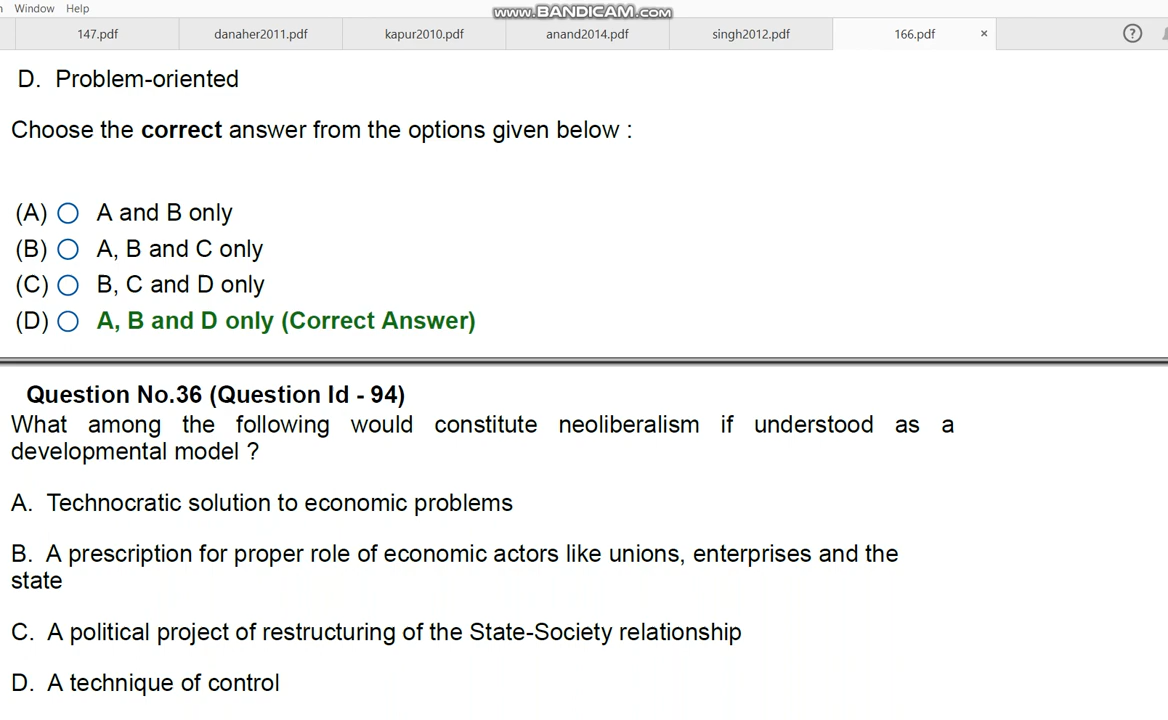 Window Help
www.BANDICAM.com
147.pdf danaher2011.pdf kapur2010.pdf anand2014.pdf singh2012.pdf 166.pdf × ?
D. Problem-oriented
Choose the correct answer from the options given below :
(A) A and B only
(B) A, B and C only
(C) B, C and D only
(D) A, B and D only (Correct Answer)
Question No.36 (Question Id - 94)
What among the following would constitute neoliberalism if understood as a
developmental model ?
A. Technocratic solution to economic problems
B. A prescription for proper role of economic actors like unions, enterprises and the
state
C. A political project of restructuring of the State-Society relationship
D. A technique of control